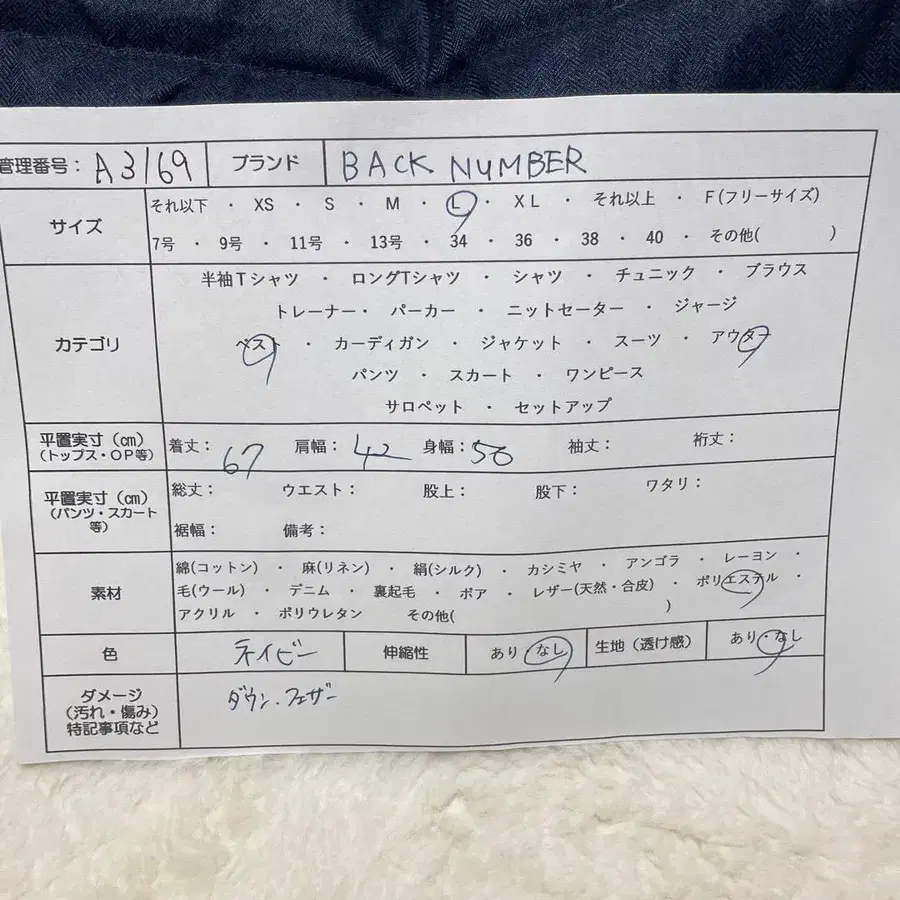 管理番号： A3169 ブランド BACK NUMBER
サイズ
それ以下 ・ XS ・ S ・ M ・ L ・ XL ・ それ以上 ・ F(フリーサイズ)
7号 ・ 9号 ・ 11号 ・ 13号 ・ 34 ・ 36 ・ 38 ・ 40 ・ その他( )
カテゴリ
半袖Tシャツ ・ ロングTシャツ ・ シャツ ・ チュニック ・ ブラウス
トレーナー・ パーカー ・ ニットセーター ・ ジャージ
ベスト ・ カーディガン ・ ジャケット ・ スーツ ・ アウター
パンツ ・ スカート ・ ワンピース
サロペット ・ セットアップ
平置実寸（㎝）
（トップス・OP等）
着丈： 67 肩幅： 42 身幅： 50 袖丈： 裄丈：
平置実寸（㎝）
（パンツ・スカート
等）
総丈： ウエスト： 股上： 股下： ワタリ：
裾幅： 備考：
素材
綿(コットン) ・ 麻(リネン) ・ 絹(シルク) ・ カシミヤ ・ アンゴラ ・ レーヨン ・
毛(ウール) ・ デニム ・ 裏起毛 ・ ボア ・ レザー(天然・合皮) ・ ポリエステル ・
アクリル ・ ポリウレタン その他( )
色 ネイビー 伸縮性 あり・なし 生地（透け感） あり・なし
ダメージ
（汚れ・傷み）
特記事項など
ダウン・フェザー